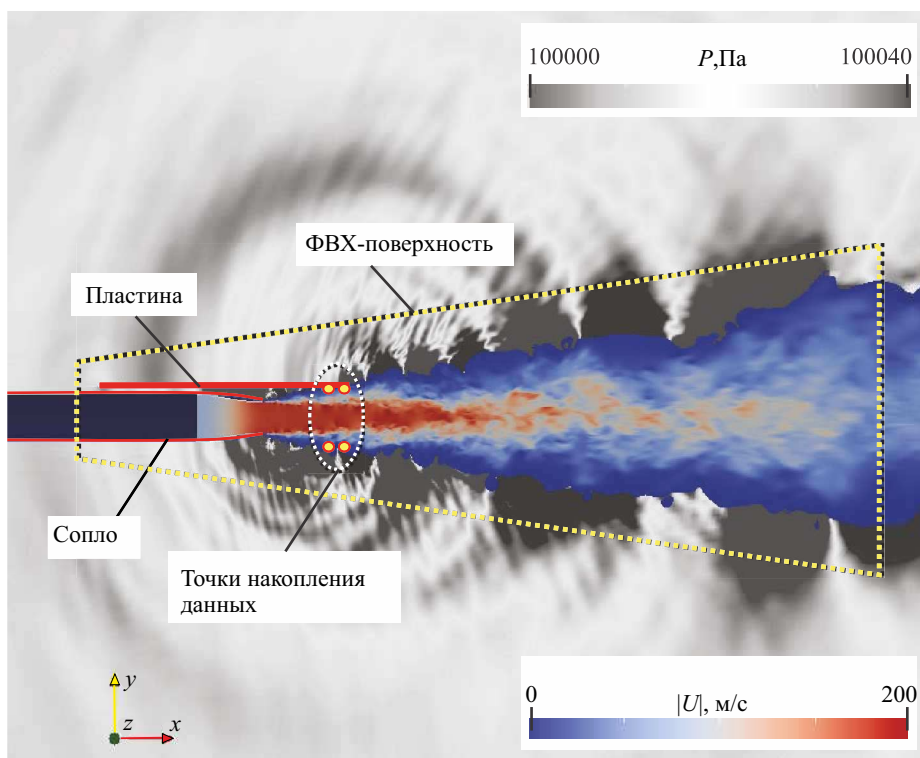 100000 P,Па 100040
ФВХ-поверхность
Пластина
Сопло
Точки накопления
данных
y
z x
0 |U|, м/с 200